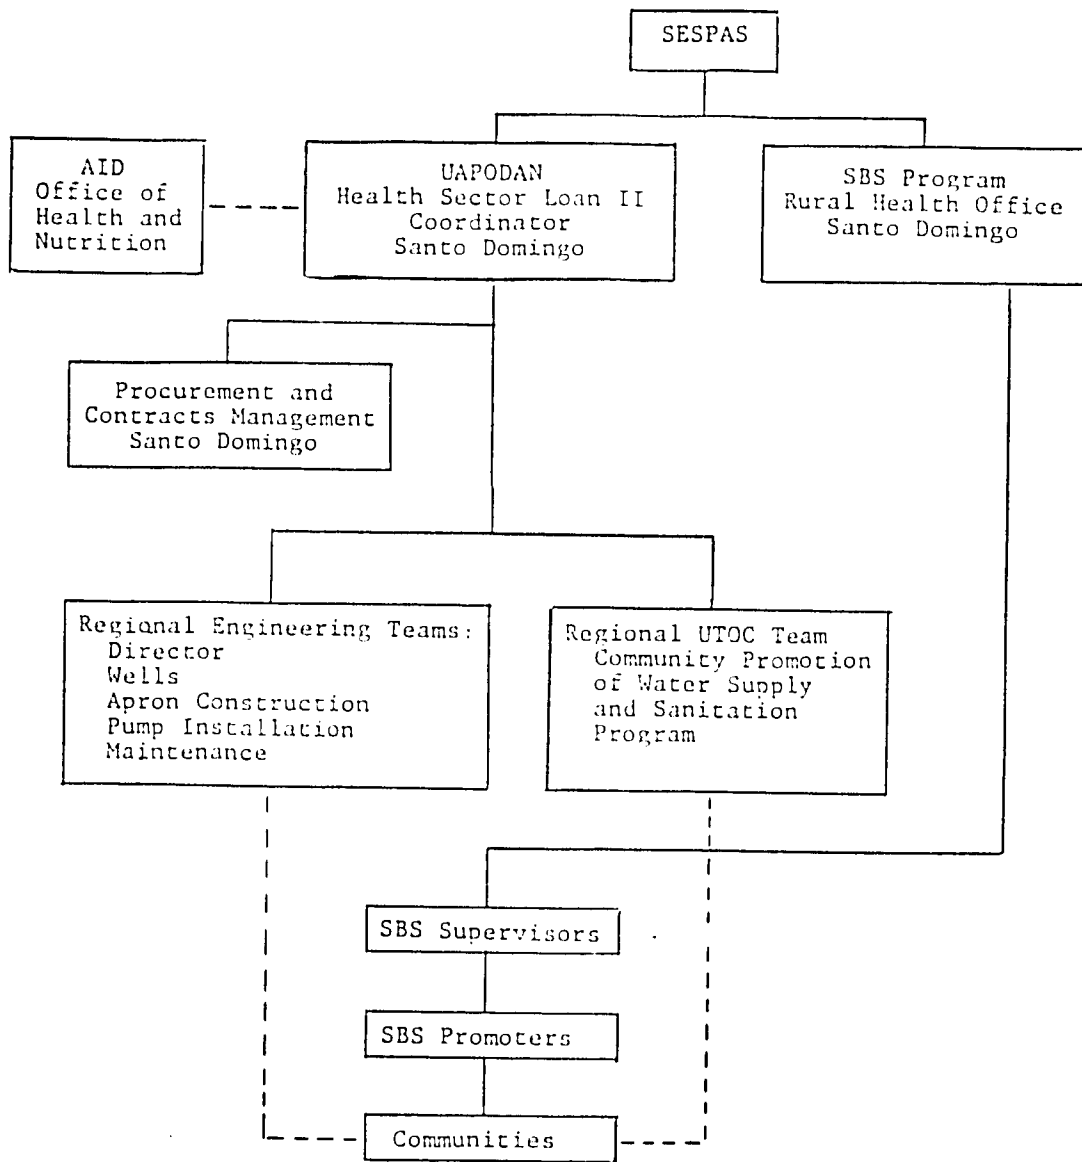 SESPAS
AID
Office of
Health and
Nutrition
UAPODAN
Health Sector Loan II
Coordinator
Santo Domingo
SBS Program
Rural Health Office
Santo Domingo
Procurement and
Contracts Management
Santo Domingo
Regional Engineering Teams:
Director
Wells
Apron Construction
Pump Installation
Maintenance
Regional UTOC Team
Community Promotion
of Water Supply
and Sanitation
Program
SBS Supervisors
SBS Promoters
Communities